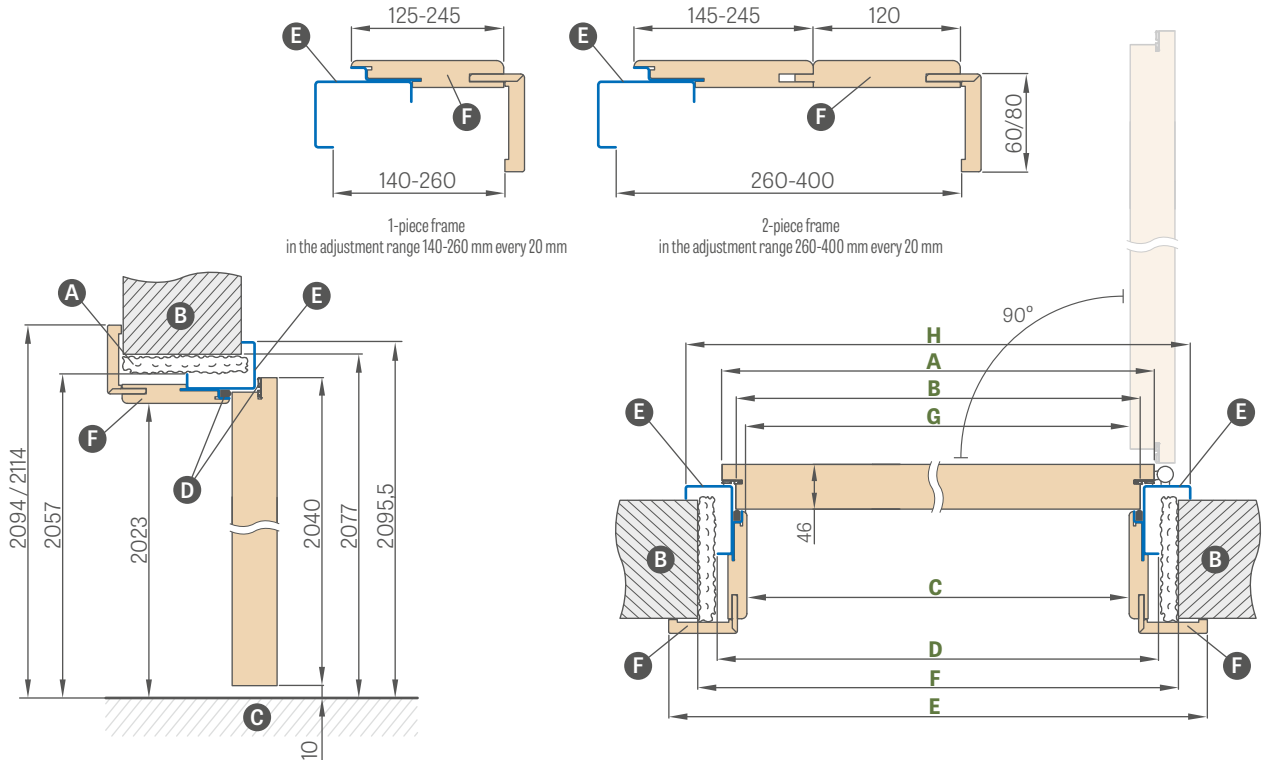 125-245
145-245
120
E
E
F
F
60/80
140-260
260-400
1-piece frame
in the adjustment range 140-260 mm every 20 mm
2-piece frame
in the adjustment range 260-400 mm every 20 mm
A
B
E
F
D
C
2094 / 2114
2057
2023
2040
2077
2095,5
10
90°
H
A
B
G
E
E
46
B
B
C
D
F
E
F
F